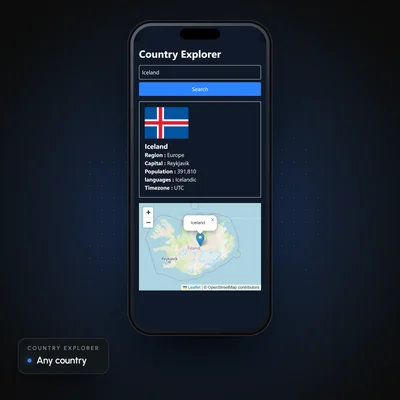 Country Explorer
Iceland
Search
Iceland
Region : Europe
Capital : Reykjavik
Population : 391,810
languages : Icelandic
Timezone : UTC
+
−
Iceland
×
Reykjavík
Leaflet | © OpenStreetMap contributors
COUNTRY EXPLORER
Any country